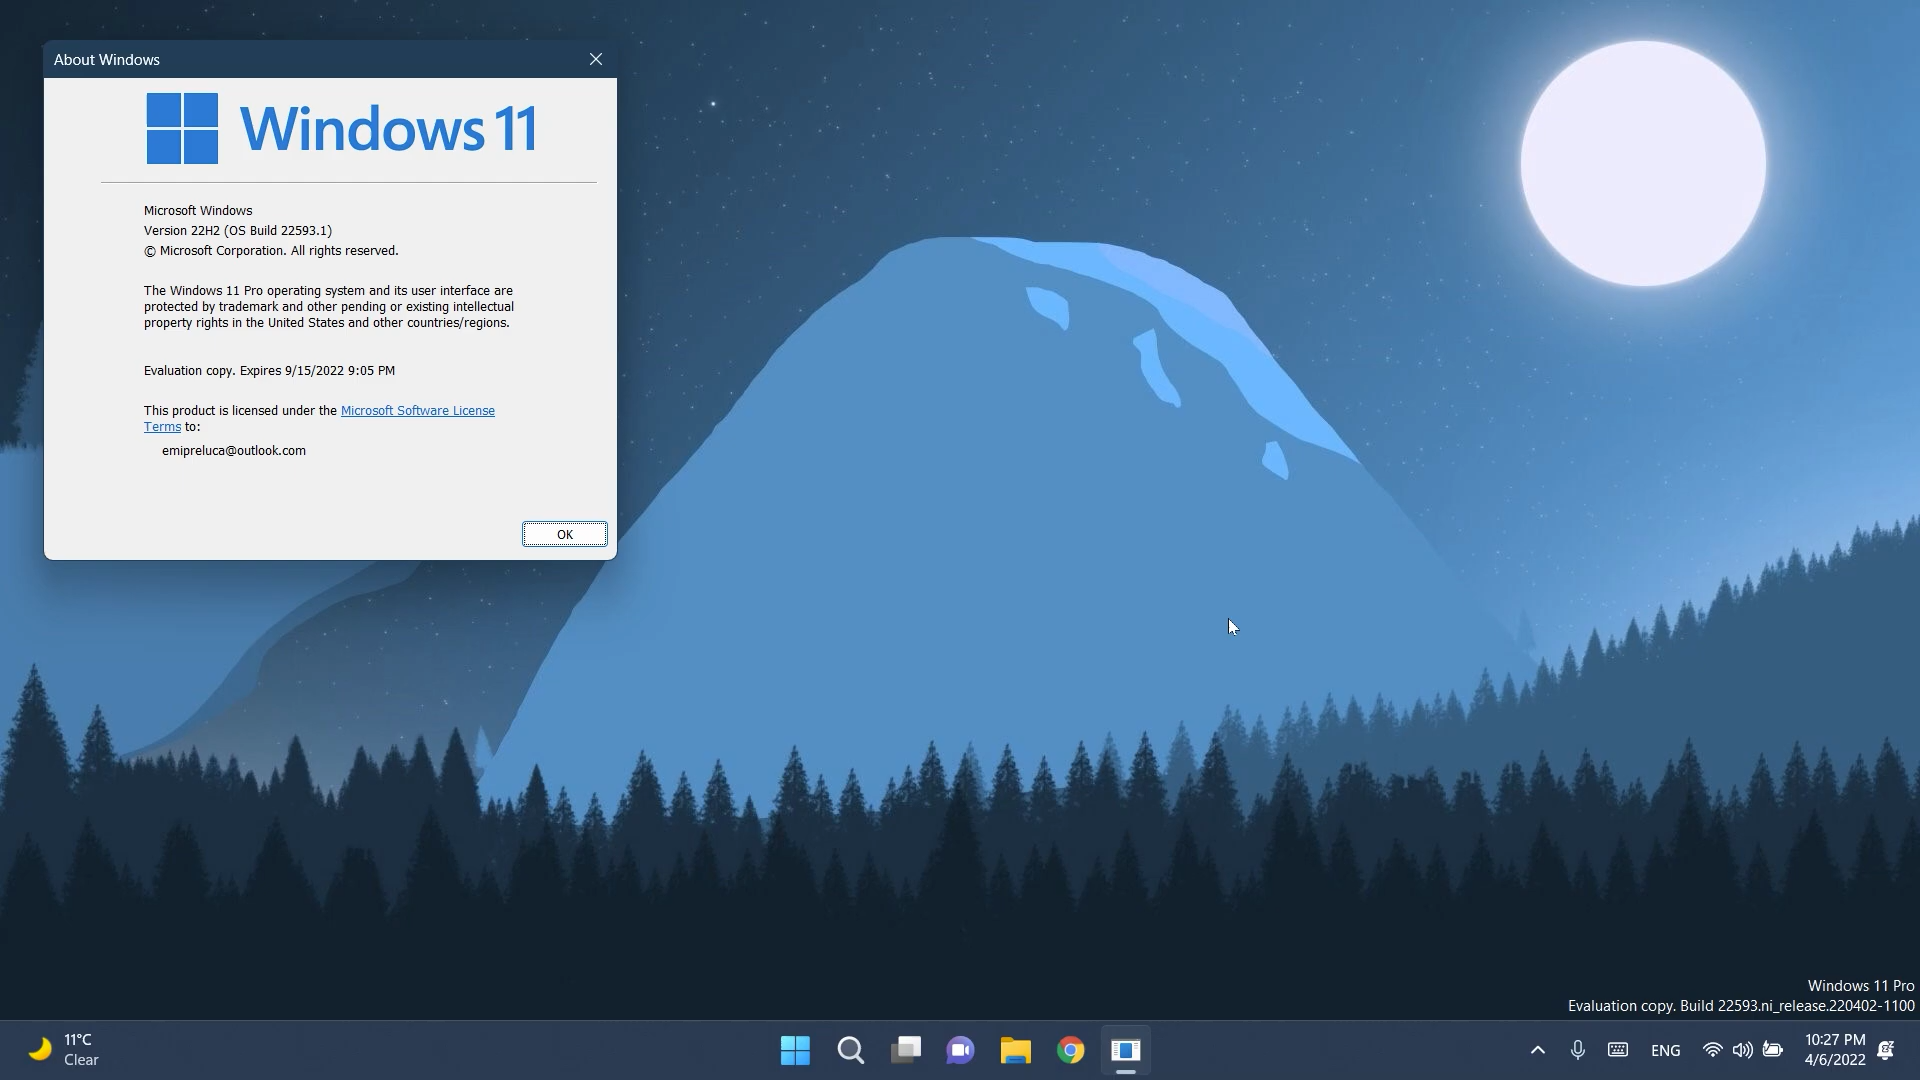 About Windows
Windows 11
Microsoft Windows
Version 22H2 (OS Build 22593.1)
© Microsoft Corporation. All rights reserved.
The Windows 11 Pro operating system and its user interface are
protected by trademark and other pending or existing intellectual
property rights in the United States and other countries/regions.
Evaluation copy. Expires 9/15/2022 9:05 PM
This product is licensed under the Microsoft Software License
Terms to:
emipreluca@outlook.com
OK
Windows 11 Pro
Evaluation copy. Build 22593.ni_release.220402-1100
11°C
Clear
ENG
10:27 PM
4/6/2022